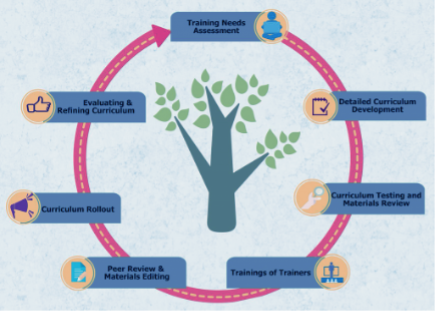 Training Needs
Assessment
Detailed Curriculum
Development
Curriculum Testing and
Materials Review
Trainings of Trainers
Peer Review &
Materials Editing
Curriculum Rollout
Evaluating &
Refining Curriculum